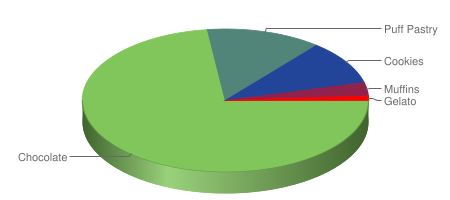 Puff Pastry
Cookies
Muffins
Gelato
Chocolate